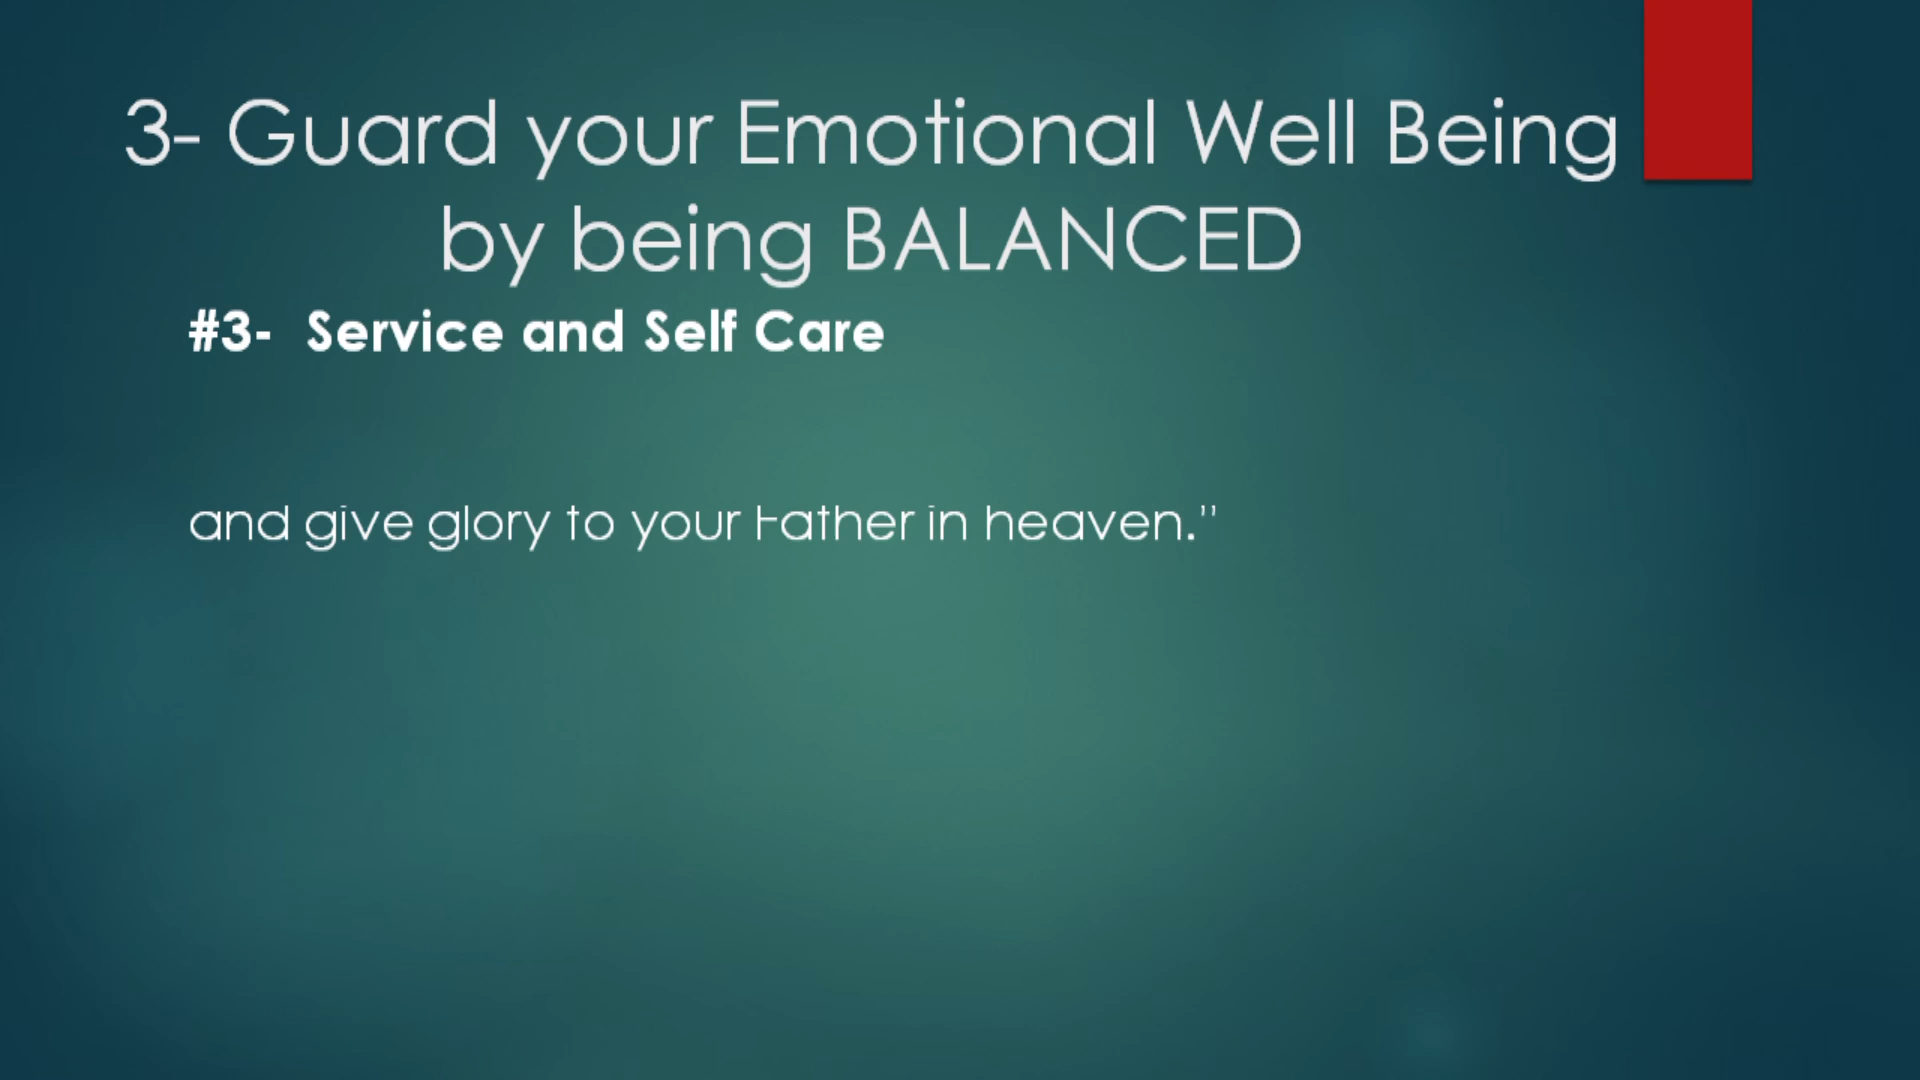 3- Guard your Emotional Well Being
by being BALANCED
#3- Service and Self Care
and give glory to your Father in heaven."